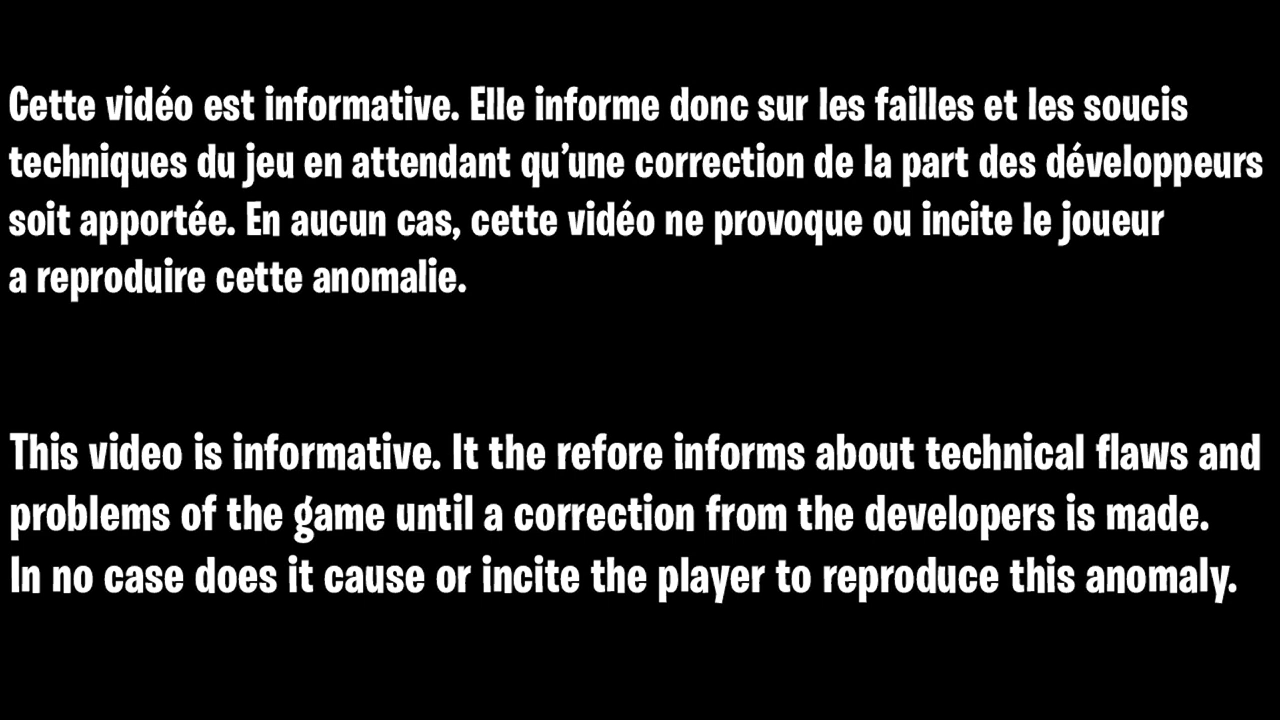 Cette vidéo est informative. Elle informe donc sur les failles et les soucis
techniques du jeu en attendant qu'une correction de la part des développeurs
soit apportée. En aucun cas, cette vidéo ne provoque ou incite le joueur
a reproduire cette anomalie.
This video is informative. It the refore informs about technical flaws and
problems of the game until a correction from the developers is made.
In no case does it cause or incite the player to reproduce this anomaly.